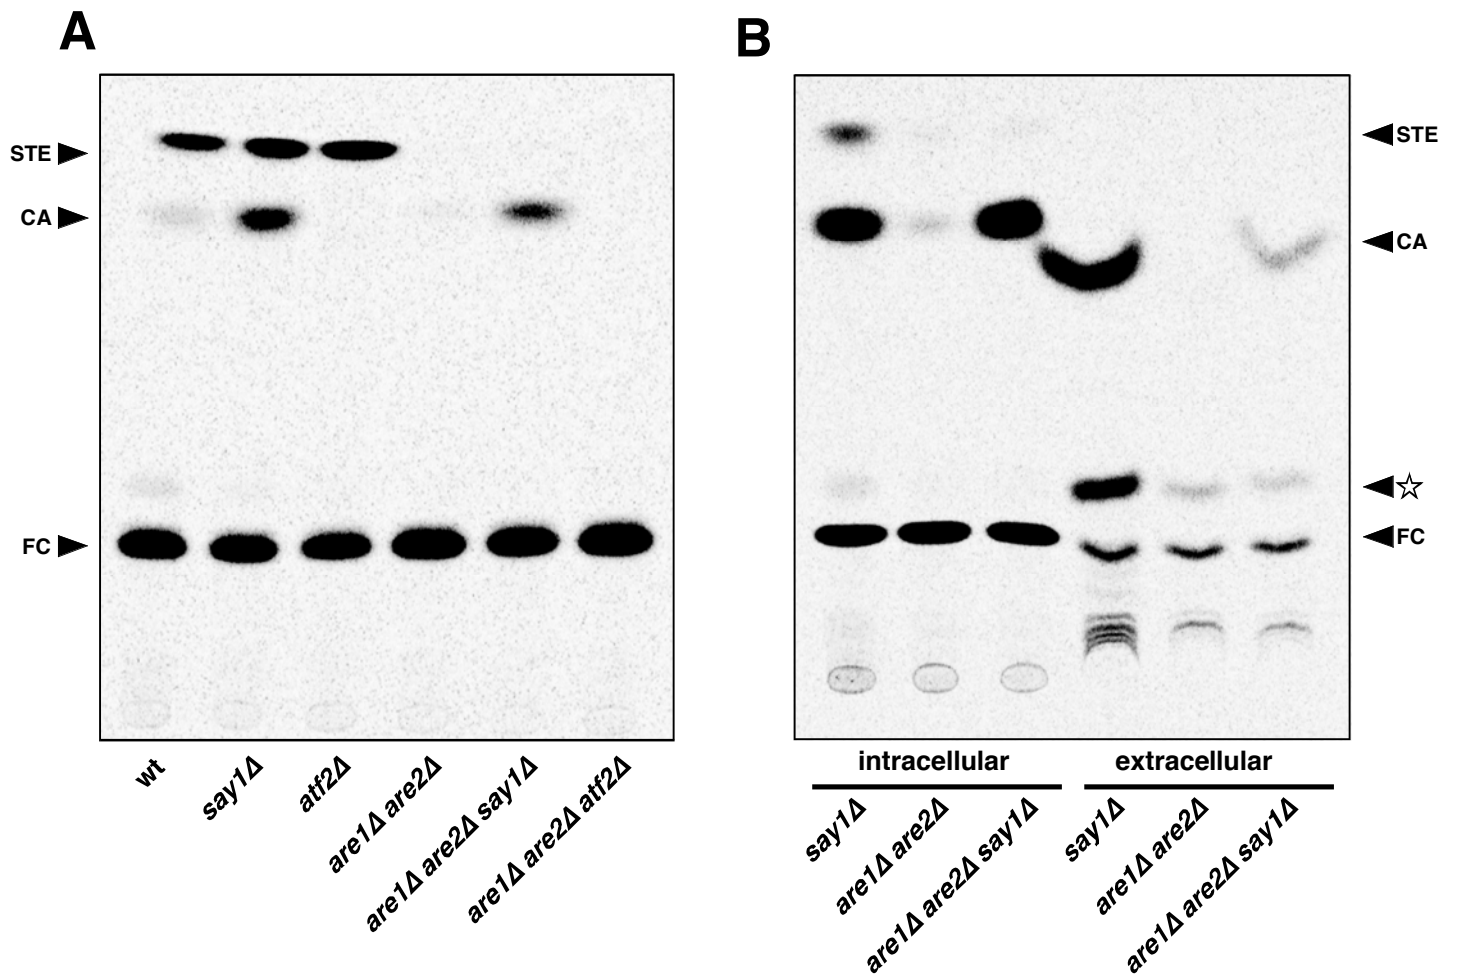 A
B
STE
CA
FC
STE
CA
☆
FC
wt
say1Δ
atf2Δ
are1Δ are2Δ
are1Δ are2Δ say1Δ
are1Δ are2Δ atf2Δ
intracellular
extracellular
say1Δ
are1Δ are2Δ
are1Δ are2Δ say1Δ
say1Δ
are1Δ are2Δ
are1Δ are2Δ say1Δ